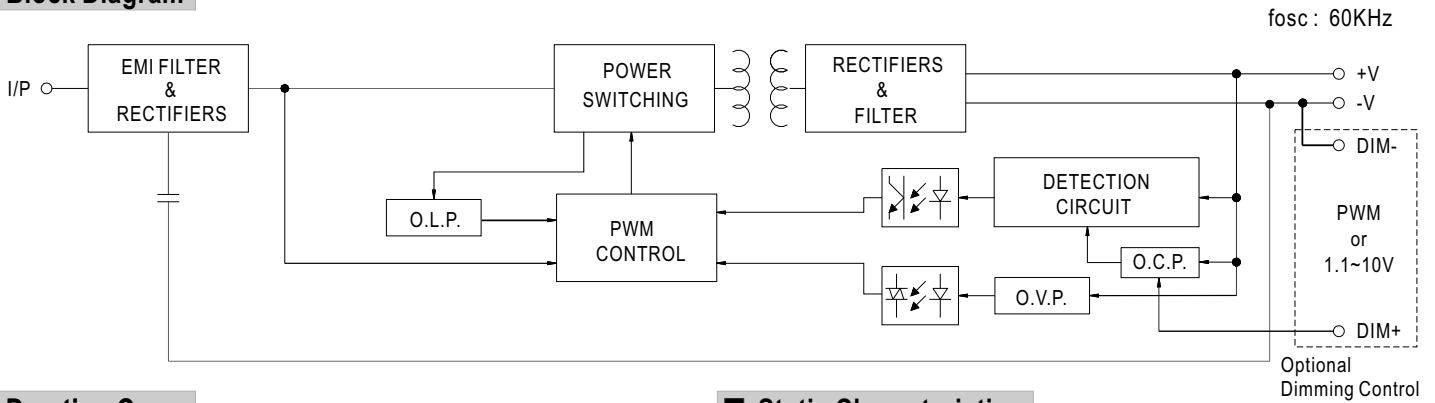 Block Diagram
fosc : 60KHz
I/P
EMI FILTER
&
RECTIFIERS
POWER
SWITCHING
RECTIFIERS
&
FILTER
+V
-V
DIM-
O.L.P.
PWM
CONTROL
DETECTION
CIRCUIT
O.C.P.
O.V.P.
PWM
or
1.1~10V
DIM+
Optional
Dimming Control